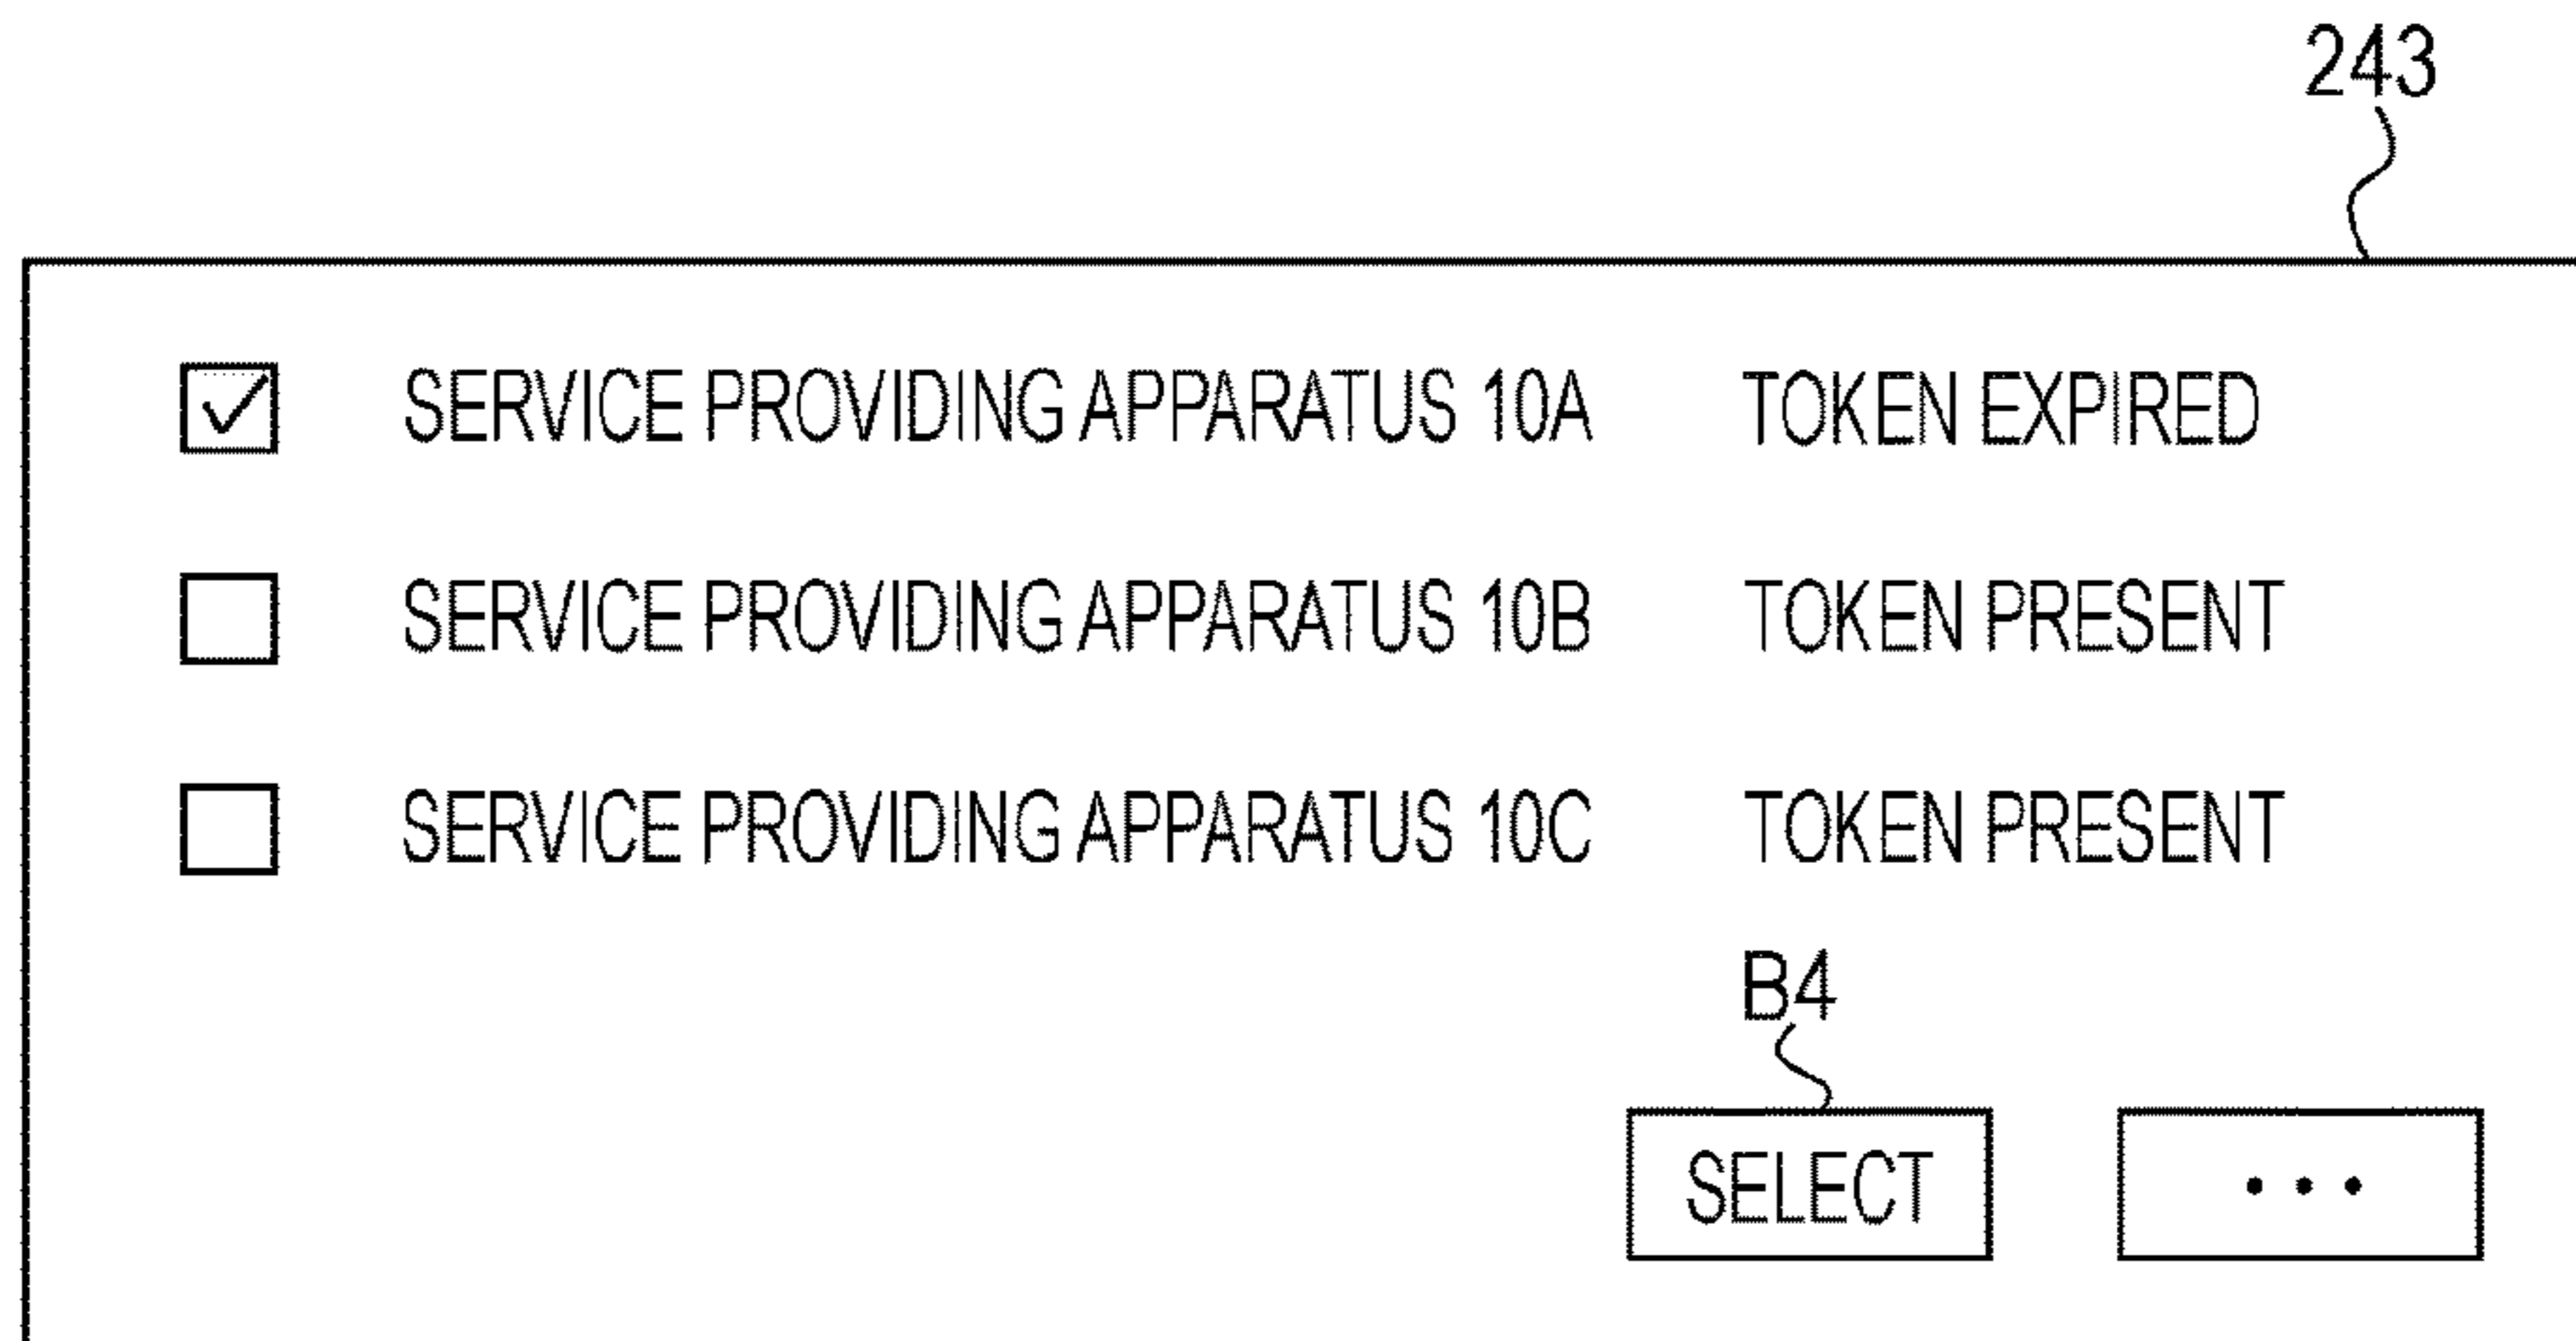 243
SERVICE PROVIDING APPARATUS 10A TOKEN EXPIRED
SERVICE PROVIDING APPARATUS 10B TOKEN PRESENT
SERVICE PROVIDING APPARATUS 10C TOKEN PRESENT
B4
SELECT ...